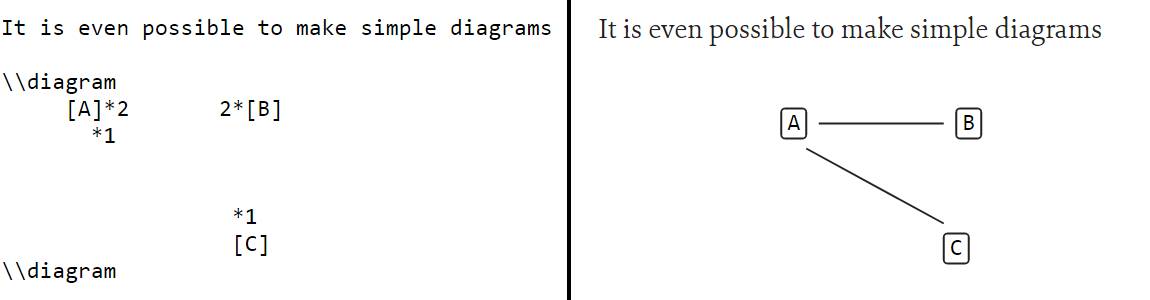 It is even possible to make simple diagrams
\\diagram
[A]*2 2*[B]
*1
*1
[C]
\\diagram
It is even possible to make simple diagrams
A B
C